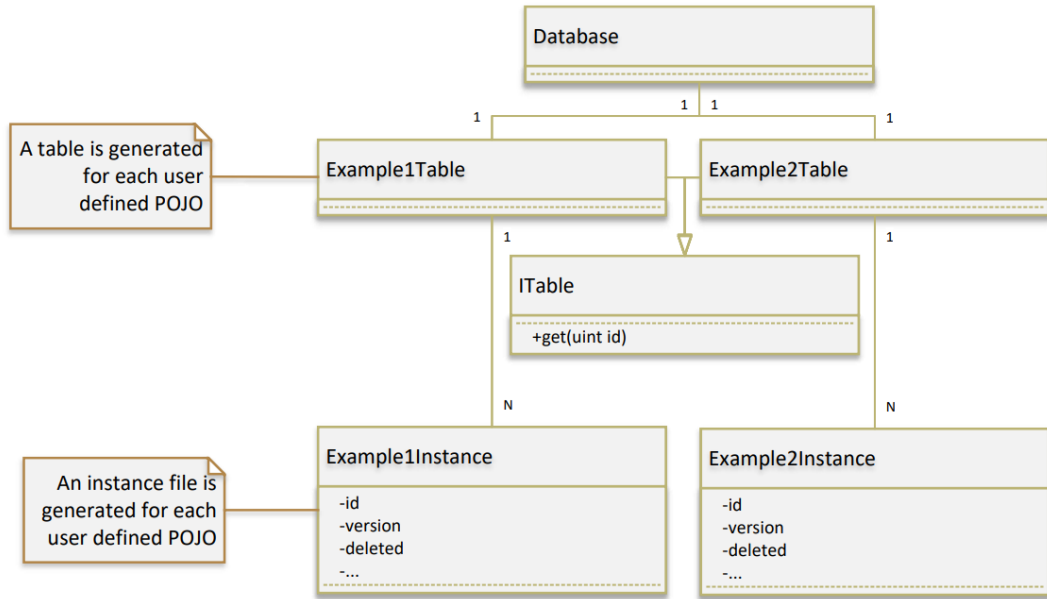 Database
1
1
1
1
A table is generated
for each user
defined POJO
Example1Table
Example2Table
1
1
ITable
+get(uint id)
N
N
An instance file is
generated for each
user defined POJO
Example1Instance
-id
-version
-deleted
-...
Example2Instance
-id
-version
-deleted
-...